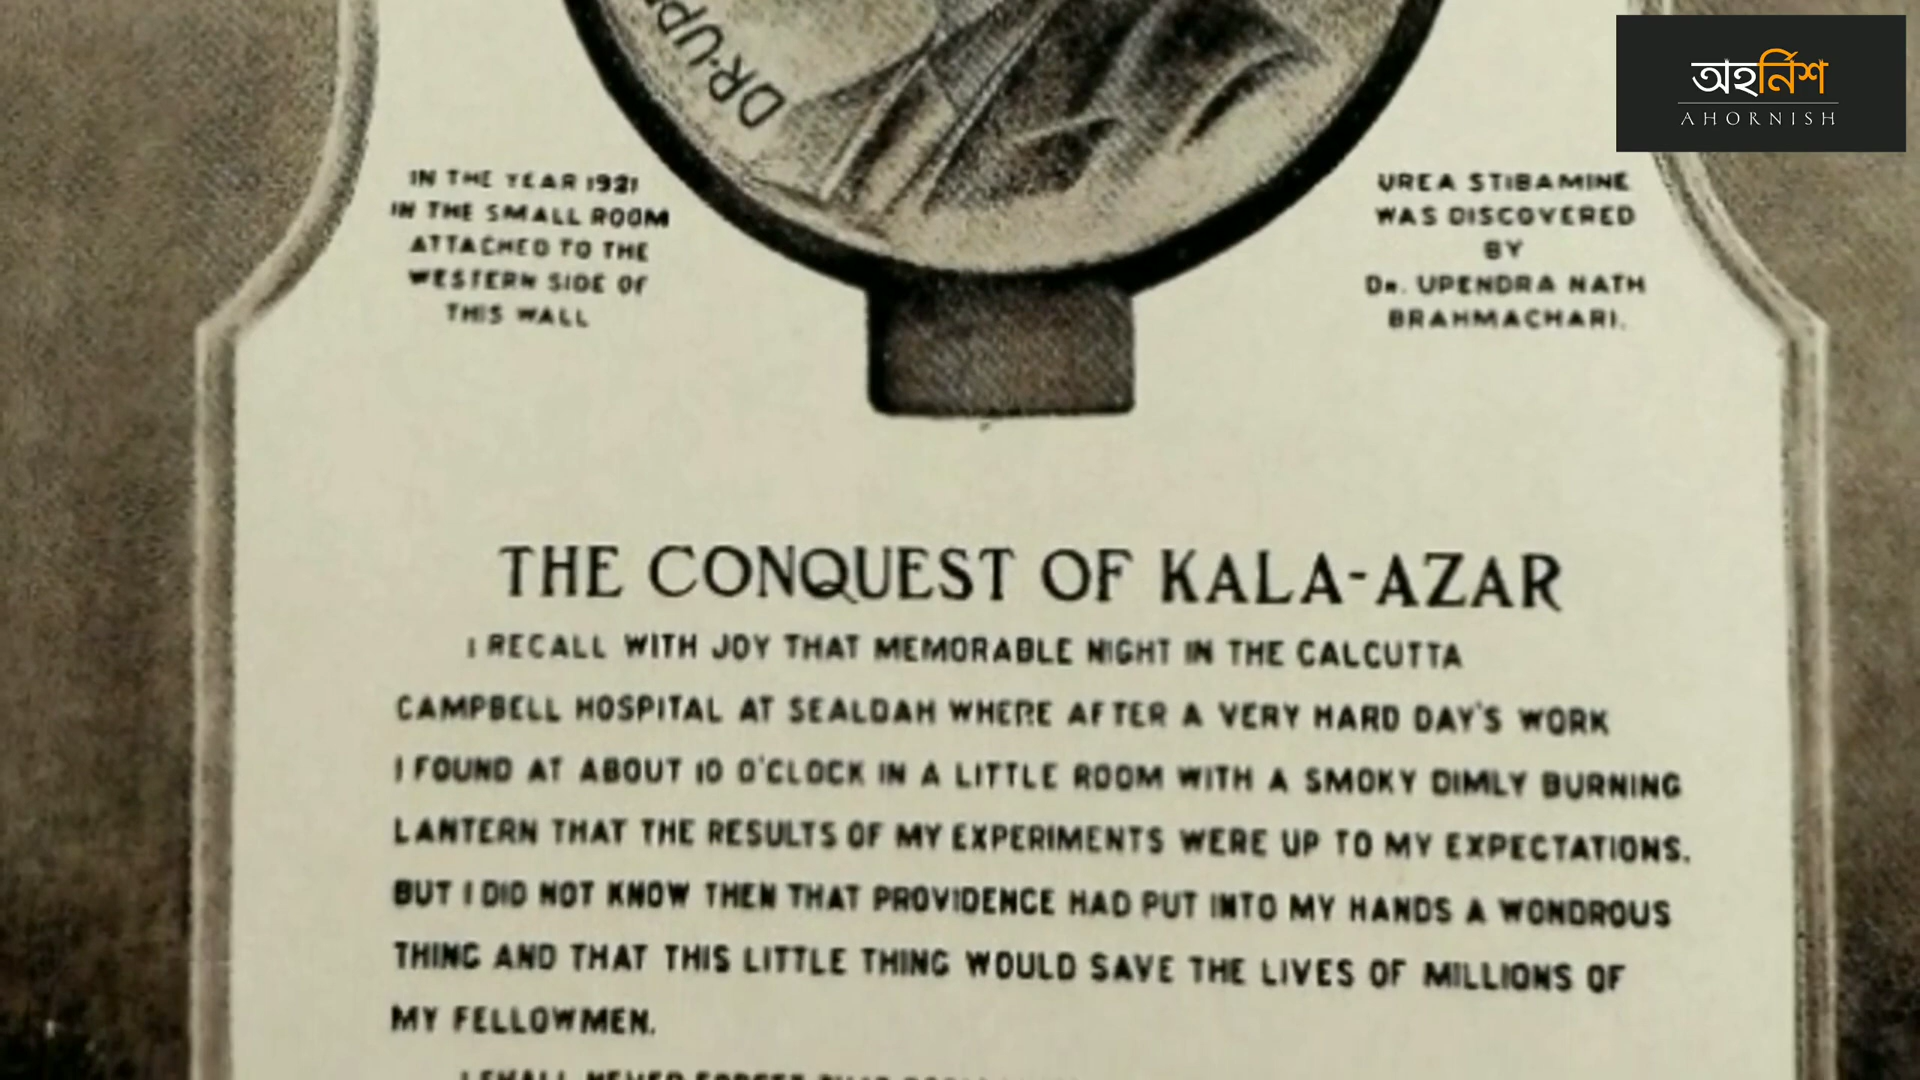 অহর্নিশ
AHORNISH
DR. UP
IN THE YEAR 1921
IN THE SMALL ROOM
ATTACHED TO THE
WESTERN SIDE OF
THIS WALL
UREA STIBAMINE
WAS DISCOVERED
BY
DR. UPENDRA NATH
BRAHMACHARI.
THE CONQUEST OF KALA-AZAR
I RECALL WITH JOY THAT MEMORABLE NIGHT IN THE CALCUTTA
CAMPBELL HOSPITAL AT SEALDAH WHERE AFTER A VERY HARD DAY'S WORK
I FOUND AT ABOUT 10 O'CLOCK IN A LITTLE ROOM WITH A SMOKY DIMLY BURNING
LANTERN THAT THE RESULTS OF MY EXPERIMENTS WERE UP TO MY EXPECTATIONS.
BUT I DID NOT KNOW THEN THAT PROVIDENCE HAD PUT INTO MY HANDS A WONDROUS
THING AND THAT THIS LITTLE THING WOULD SAVE THE LIVES OF MILLIONS OF
MY FELLOWMEN.